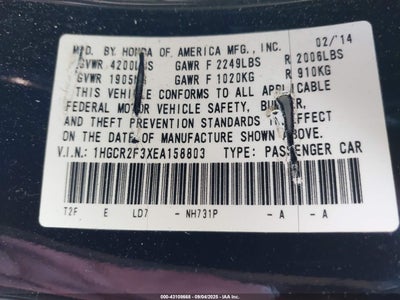 MFD. BY HONDA OF AMERICA MFG., INC. 02/'14
GVWR 4200LBS GAWR F 2249LBS R 2006LBS
GVWR 1905KG GAWR F 1020KG R 910KG
THIS VEHICLE CONFORMS TO ALL APPLICABLE
FEDERAL MOTOR VEHICLE SAFETY, BUMPER,
AND THEFT PREVENTION STANDARDS IN EFFECT
ON THE DATE OF MANUFACTURE SHOWN ABOVE.
V.I.N.: 1HGCR2F3XEA158803 TYPE: PASSENGER CAR
T2F E LD7 - NH731P - A - A
000-43109668 - 09/04/2025 - IAA Inc.